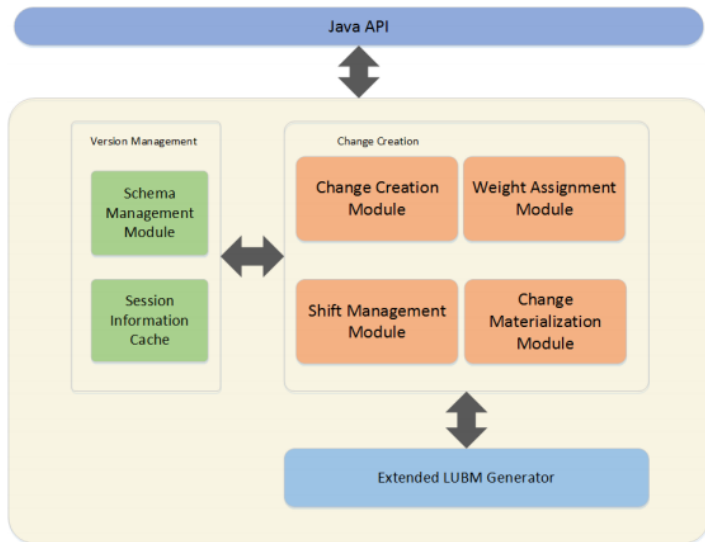 Java API
Version Management
Schema
Management
Module
Session
Information
Cache
Change Creation
Change Creation
Module
Weight Assignment
Module
Shift Management
Module
Change
Materialization
Module
Extended LUBM Generator